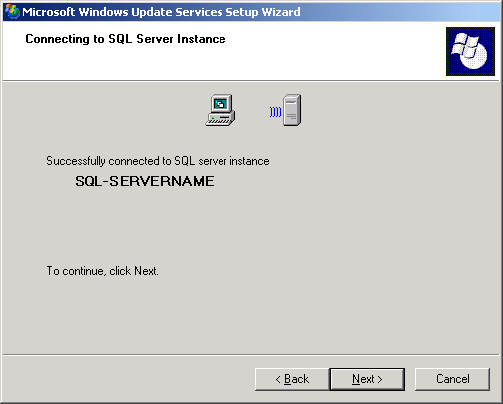 Microsoft Windows Update Services Setup Wizard
Connecting to SQL Server Instance
Successfully connected to SQL server instance
SQL-SERVERNAME
To continue, click Next.
< Back Next > Cancel